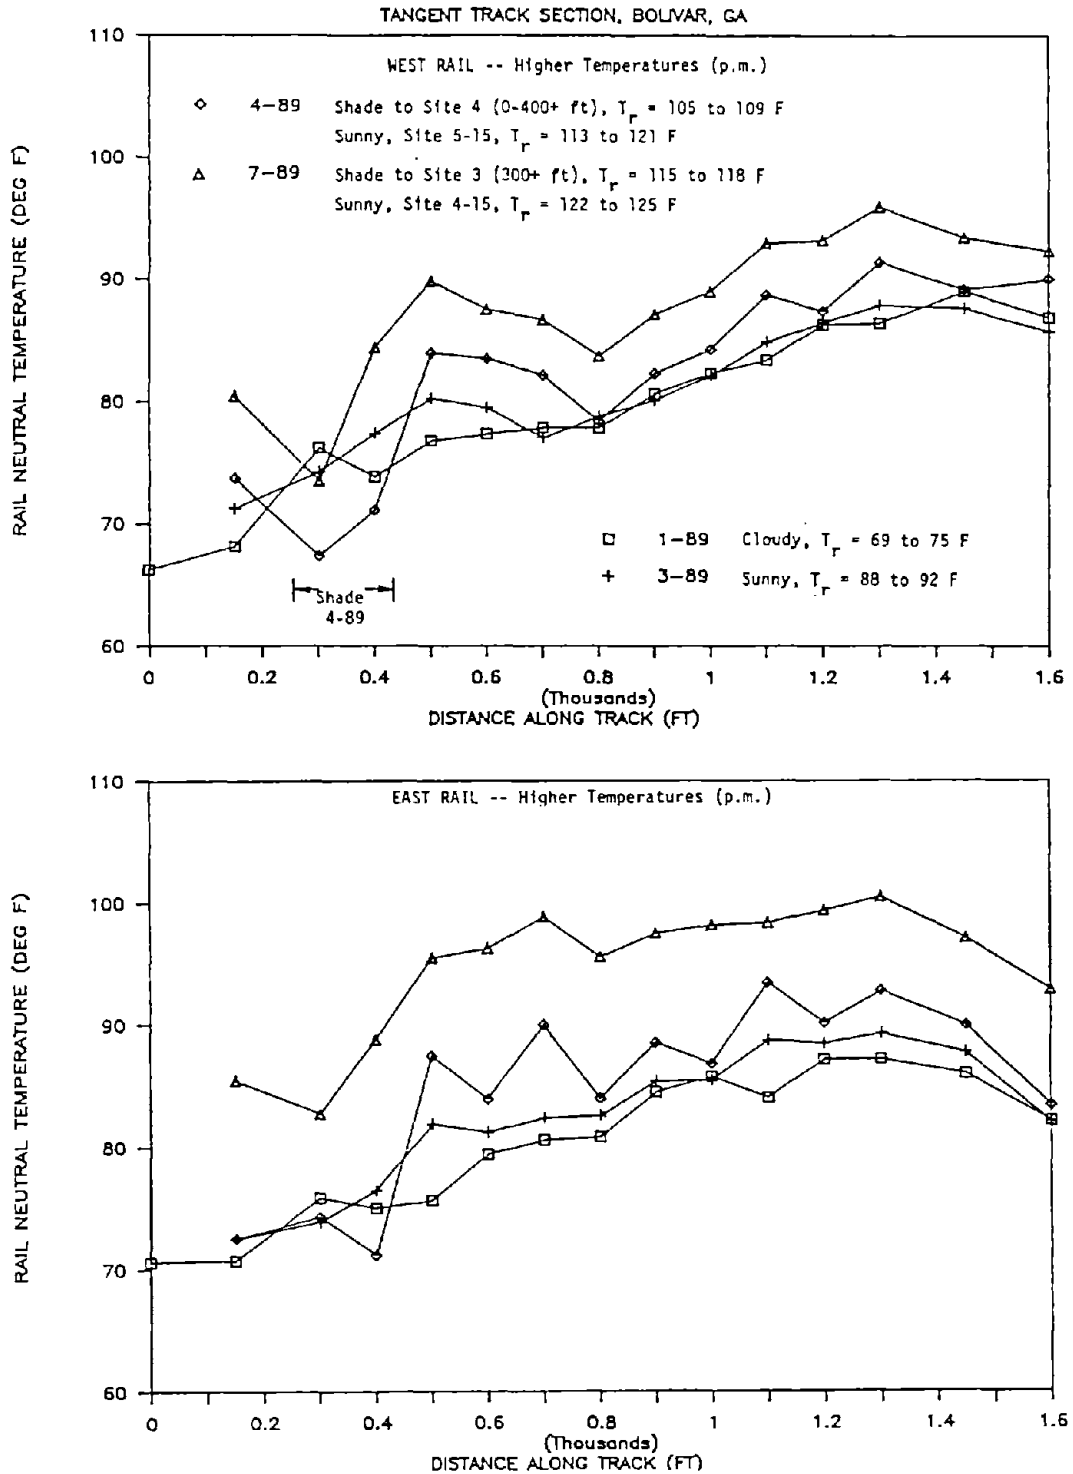 TANGENT TRACK SECTION, BOLIVAR, GA
110
WEST RAIL -- Higher Temperatures (p.m.)
4-89 Shade to Site 4 (0-400+ ft), Tr = 105 to 109 F
Sunny, Site 5-15, Tr = 113 to 121 F
100
7-89 Shade to Site 3 (300+ ft), Tr = 115 to 118 F
Sunny, Site 4-15, Tr = 122 to 125 F
RAIL NEUTRAL TEMPERATURE (DEG F)
90
80
70
1-89 Cloudy, Tr = 69 to 75 F
3-89 Sunny, Tr = 88 to 92 F
Shade
4-89
60
0 0.2 0.4 0.6 0.8 1 1.2 1.4 1.6
(Thousands)
DISTANCE ALONG TRACK (FT)
110
EAST RAIL -- Higher Temperatures (p.m.)
100
RAIL NEUTRAL TEMPERATURE (DEG F)
90
80
70
60
0 0.2 0.4 0.6 0.8 1 1.2 1.4 1.6
(Thousands)
DISTANCE ALONG TRACK (FT)